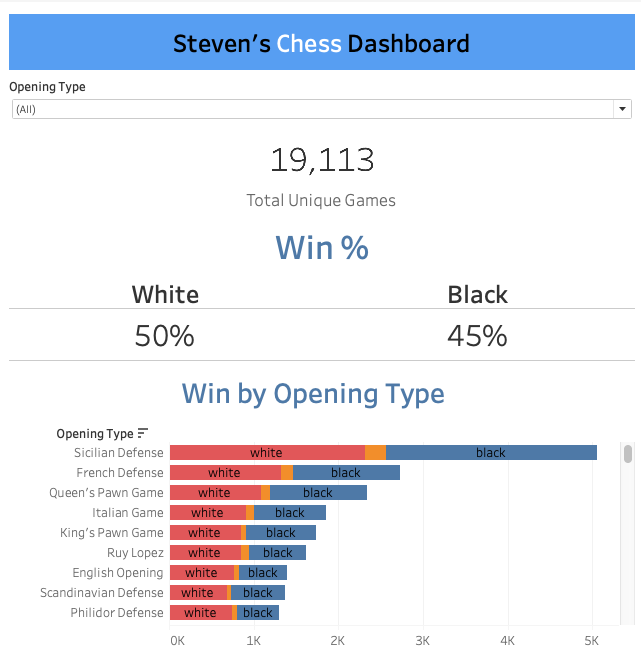 Steven’s Chess Dashboard
Opening Type
(All)
19,113
Total Unique Games
Win %
White Black
50% 45%
Win by Opening Type
Opening Type
Sicilian Defense white black
French Defense white black
Queen’s Pawn Game white black
Italian Game white black
King’s Pawn Game white black
Ruy Lopez white black
English Opening white black
Scandinavian Defense white black
Philidor Defense white black
0K 1K 2K 3K 4K 5K